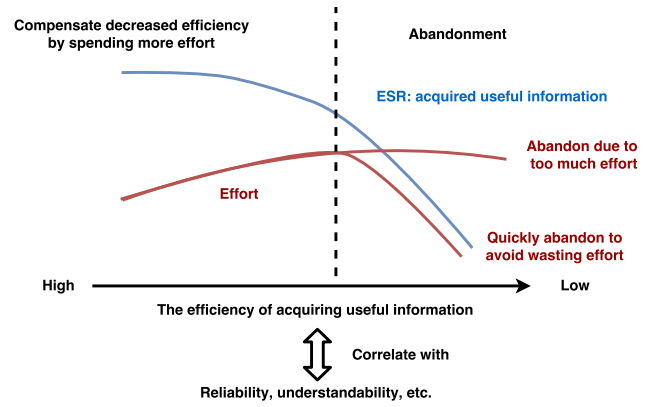 Compensate decreased efficiency
by spending more effort
Abandonment
ESR: acquired useful information
Abandon due to
too much effort
Effort
Quickly abandon to
avoid wasting effort
High
Low
The efficiency of acquiring useful information
Correlate with
Reliability, understandability, etc.